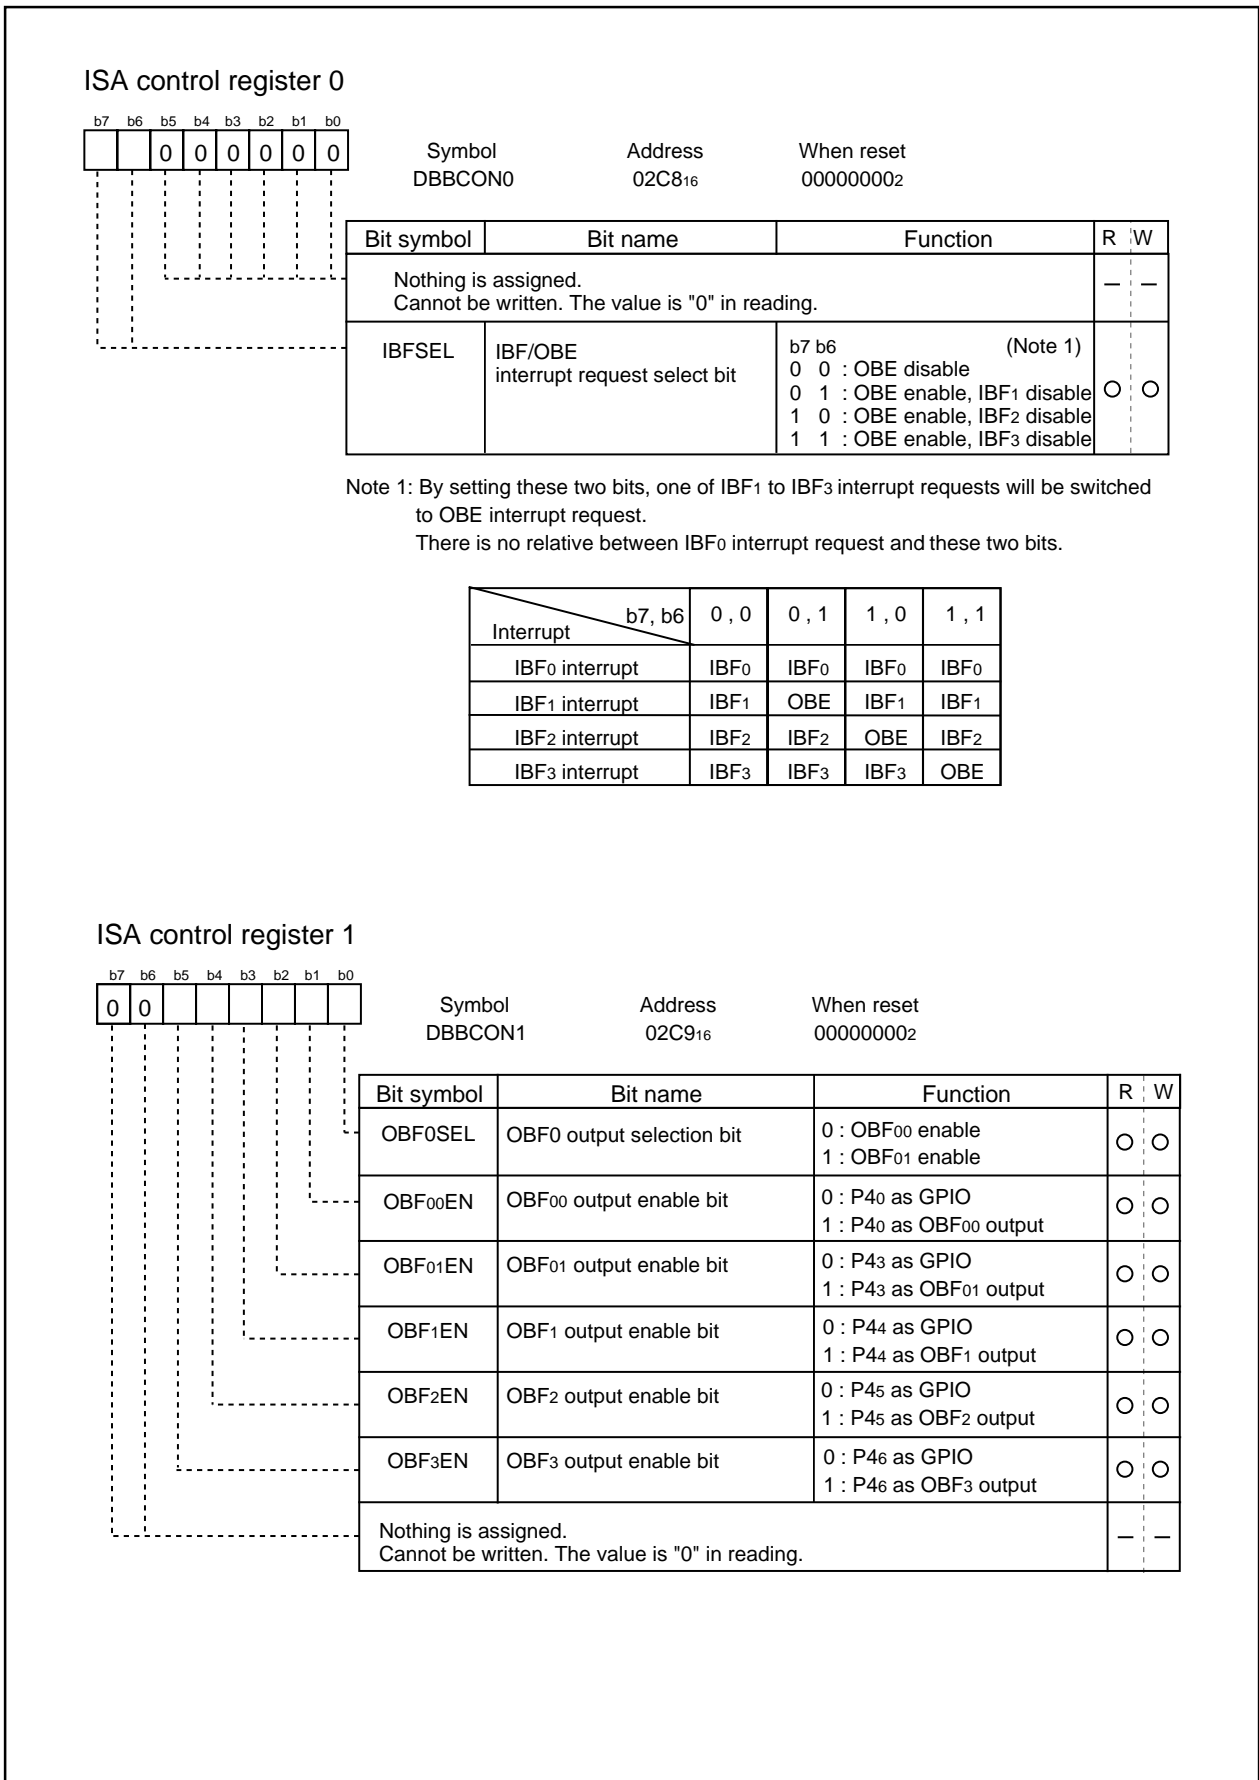 ISA control register 0
b7 b6 b5 b4 b3 b2 b1 b0
0 0 0 0 0 0
Symbol Address When reset
DBBCON0 02C816 000000002
Bit symbol Bit name Function R W
Nothing is assigned.
Cannot be written. The value is "0" in reading.
– –
IBFSEL IBF/OBE
interrupt request select bit
b7 b6 (Note 1)
0 0 : OBE disable
0 1 : OBE enable, IBF1 disable
1 0 : OBE enable, IBF2 disable
1 1 : OBE enable, IBF3 disable
Note 1: By setting these two bits, one of IBF1 to IBF3 interrupt requests will be switched
to OBE interrupt request.
There is no relative between IBF0 interrupt request and these two bits.
b7, b6 0 , 0 0 , 1 1 , 0 1 , 1
Interrupt
IBF0 interrupt IBF0 IBF0 IBF0 IBF0
IBF1 interrupt IBF1 OBE IBF1 IBF1
IBF2 interrupt IBF2 IBF2 OBE IBF2
IBF3 interrupt IBF3 IBF3 IBF3 OBE
ISA control register 1
b7 b6 b5 b4 b3 b2 b1 b0
0 0
Symbol Address When reset
DBBCON1 02C916 000000002
Bit symbol Bit name Function R W
OBF0SEL OBF0 output selection bit 0 : OBF00 enable
1 : OBF01 enable
OBF00EN OBF00 output enable bit 0 : P40 as GPIO
1 : P40 as OBF00 output
OBF01EN OBF01 output enable bit 0 : P43 as GPIO
1 : P43 as OBF01 output
OBF1EN OBF1 output enable bit 0 : P44 as GPIO
1 : P44 as OBF1 output
OBF2EN OBF2 output enable bit 0 : P45 as GPIO
1 : P45 as OBF2 output
OBF3EN OBF3 output enable bit 0 : P46 as GPIO
1 : P46 as OBF3 output
Nothing is assigned.
Cannot be written. The value is "0" in reading.
– –